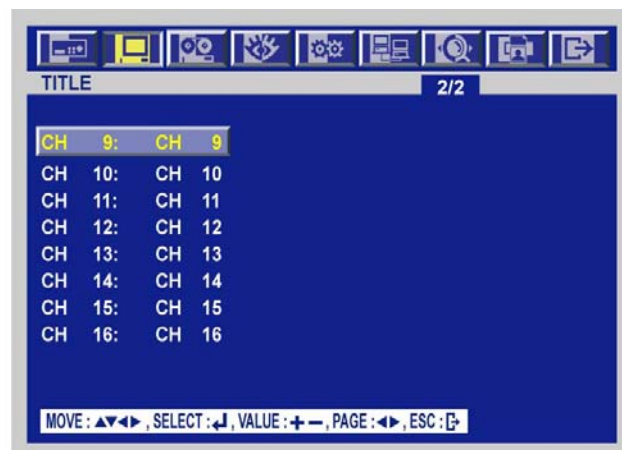 TITLE 2/2
CH 9: CH 9
CH 10: CH 10
CH 11: CH 11
CH 12: CH 12
CH 13: CH 13
CH 14: CH 14
CH 15: CH 15
CH 16: CH 16
MOVE : ▲▼◀▶ , SELECT : ↵ , VALUE : + − , PAGE : ◀▶ , ESC :